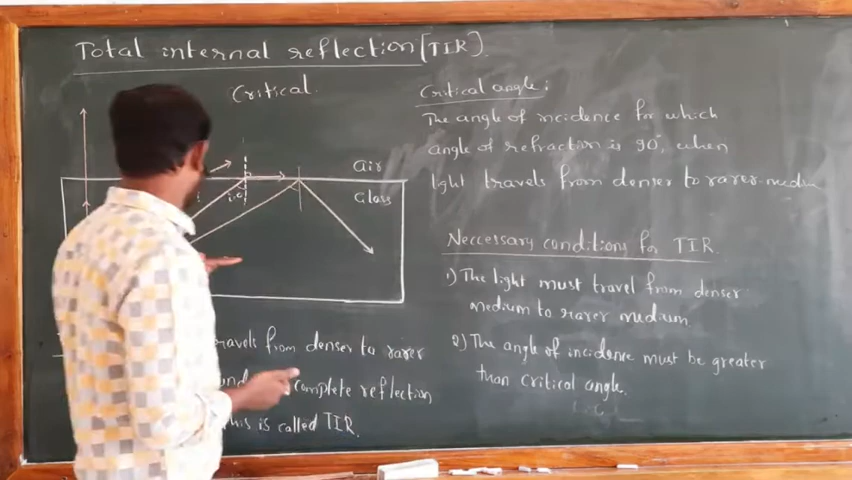 Total internal reflection [TIR].
Critical.
air
Glass
i=c
travels from denser to rarer
complete reflection
this is called TIR.
Critical angle:
The angle of incidence for which
angle of refraction is 90°, when
light travels from denser to rarer medium
Neccessary conditions for TIR.
1) The light must travel from denser
medium to rarer medium.
2) The angle of incidence must be greater
than critical angle.